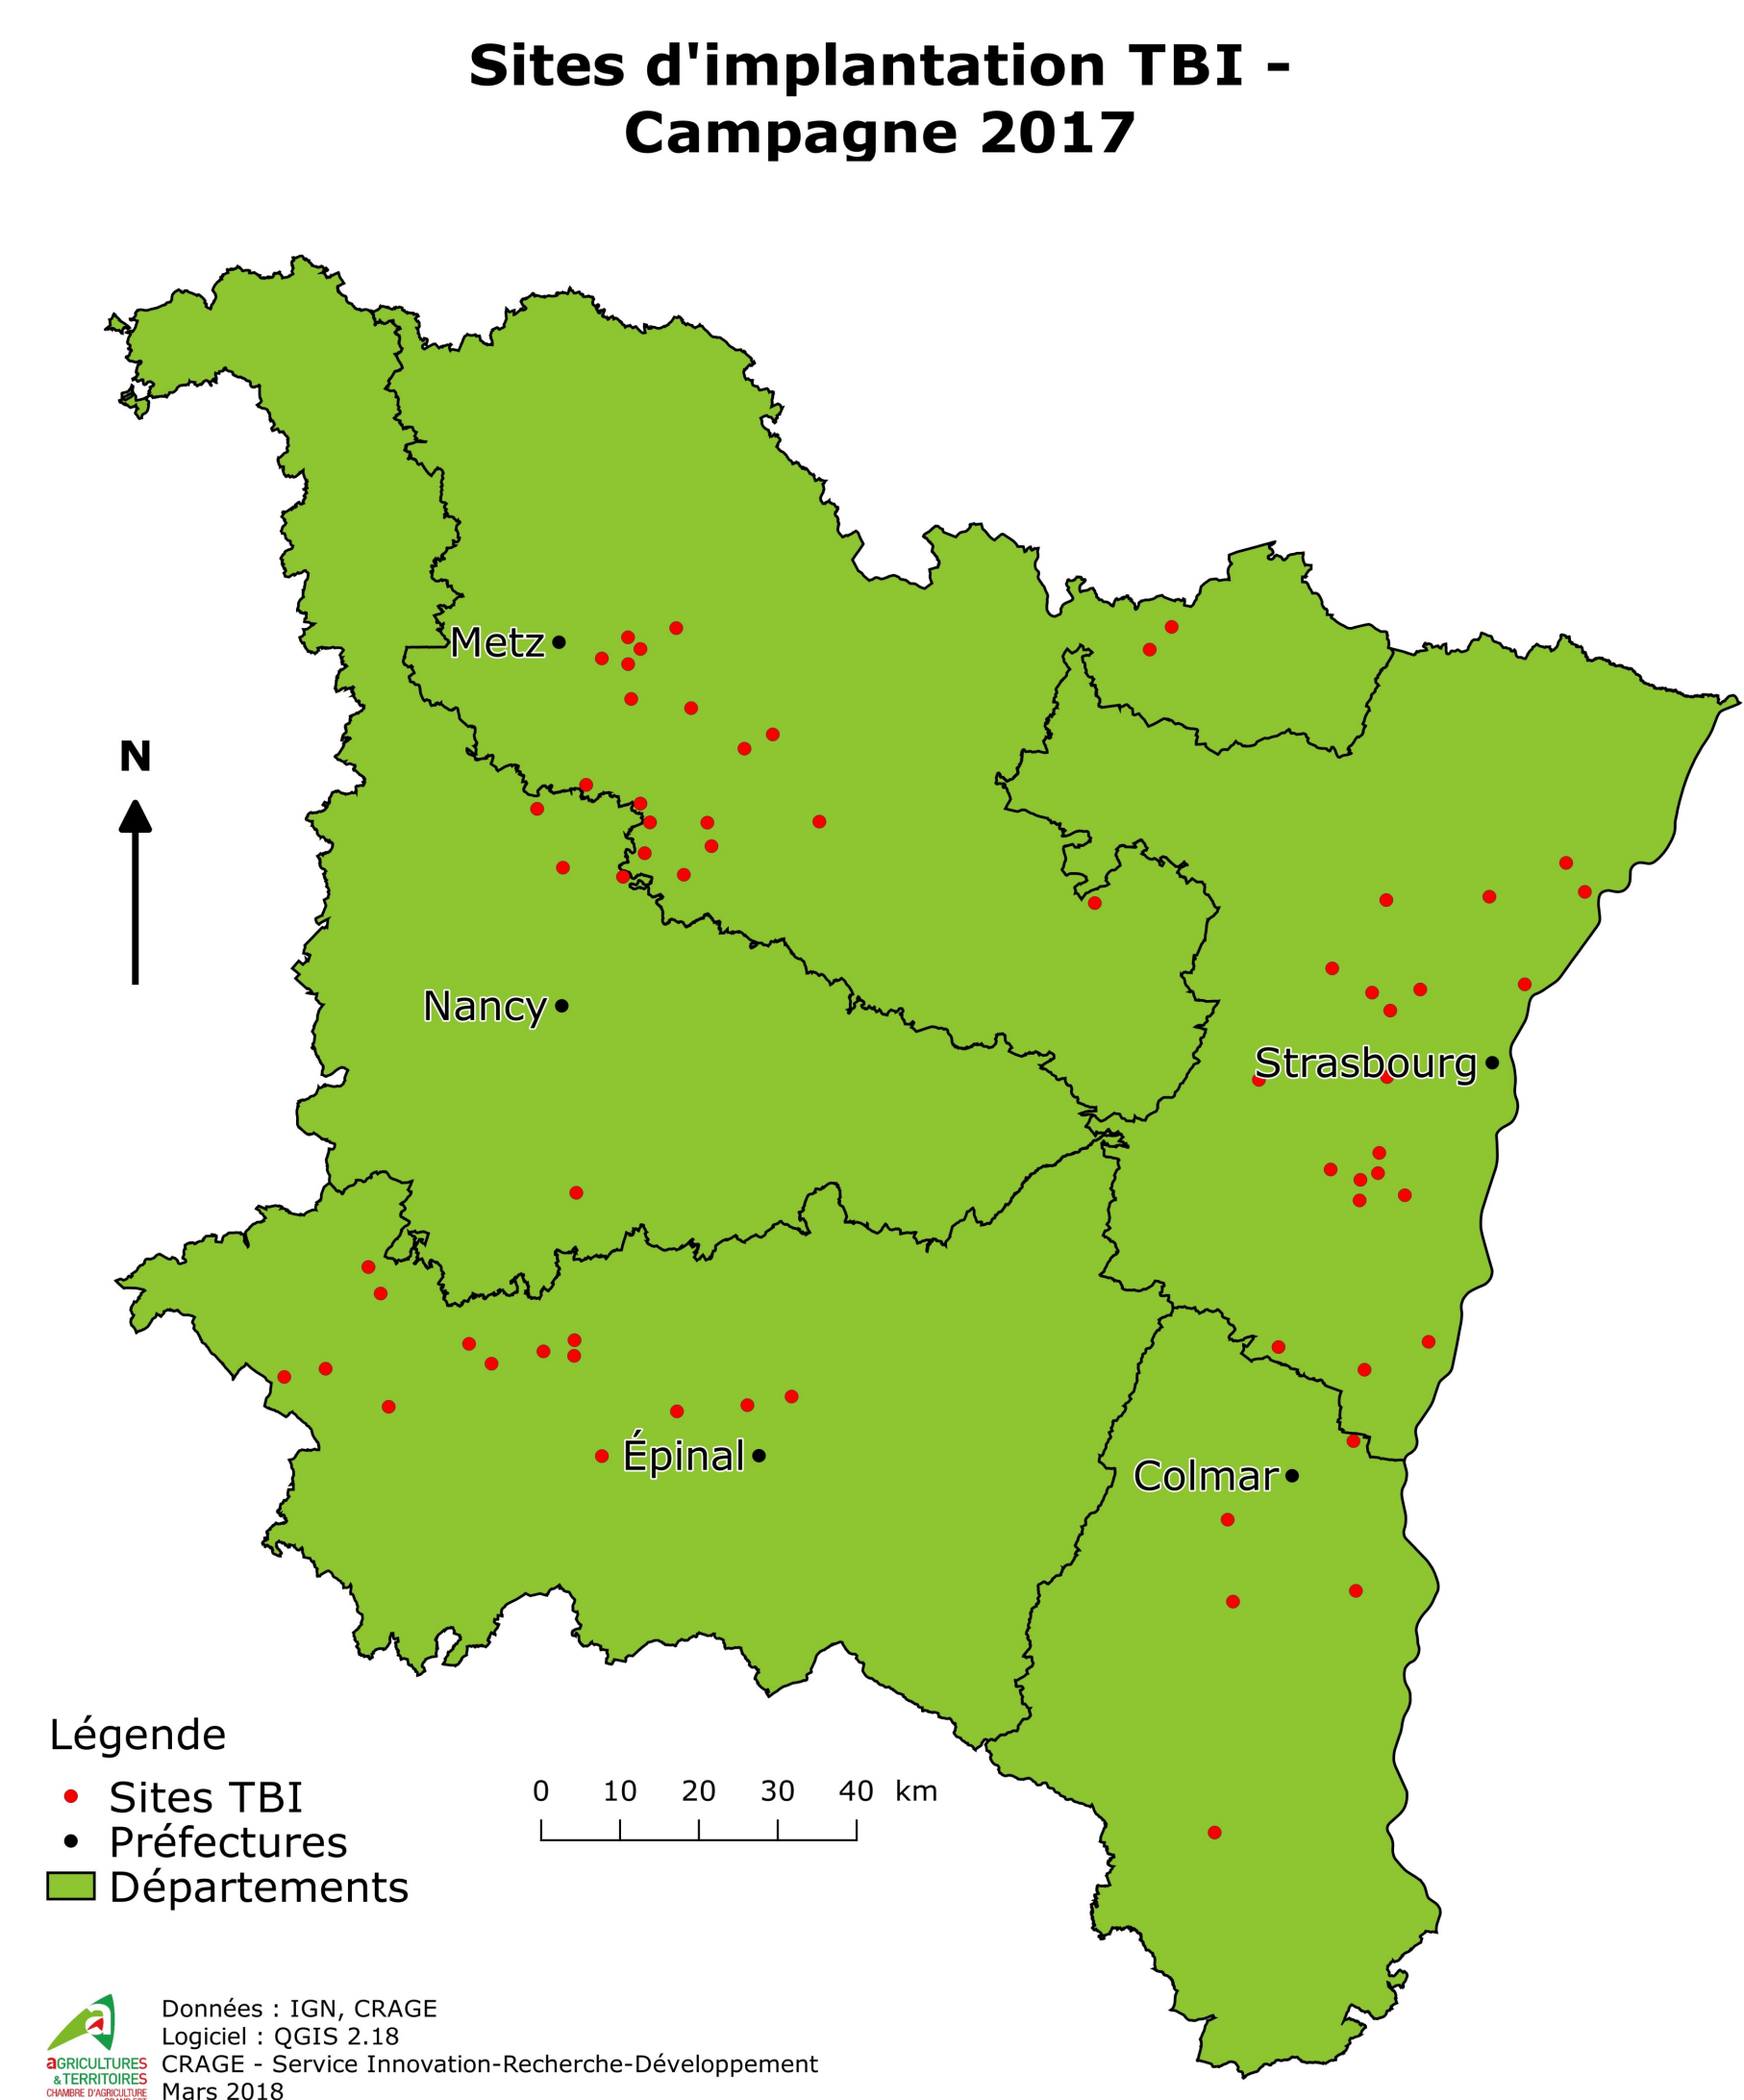 Sites d'implantation TBI -
Campagne 2017
Metz
N
Nancy
Strasbourg
Épinal
Colmar
Légende
Sites TBI
Préfectures
Départements
0 10 20 30 40 km
Données : IGN, CRAGE
Logiciel : QGIS 2.18
CRAGE - Service Innovation-Recherche-Développement
Mars 2018
aGRICULTURES
& TERRITOIRES
CHAMBRE D'AGRICULTURE